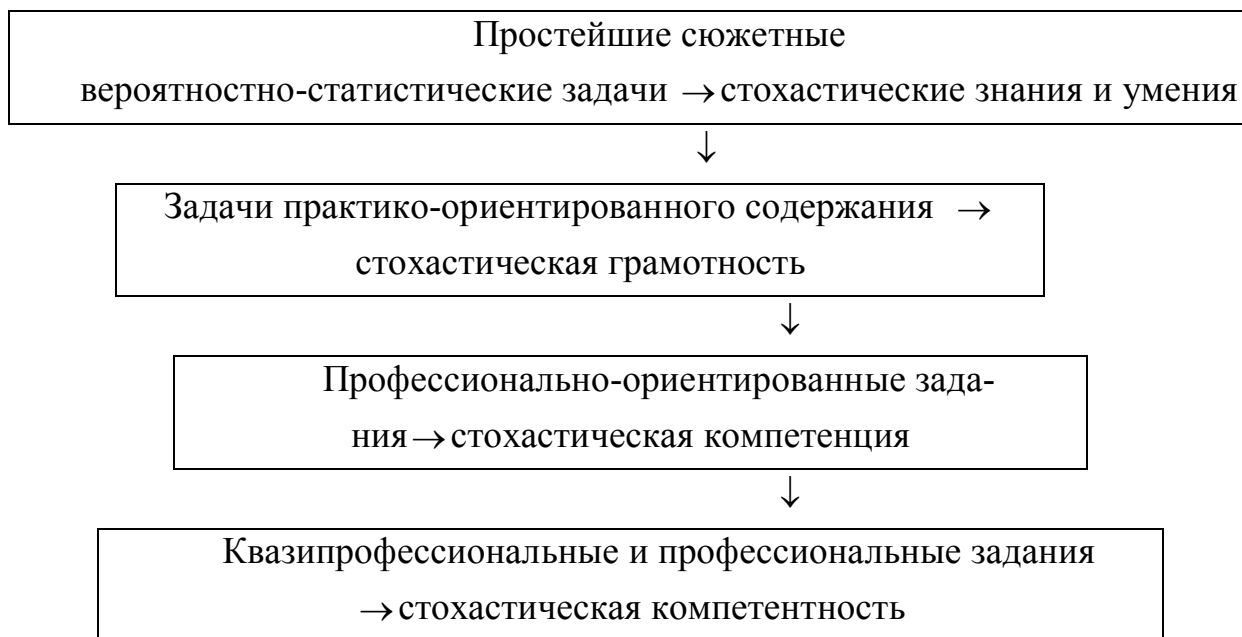 Простейшие сюжетные
вероятностно-статистические задачи → стохастические знания и умения
↓
Задачи практико-ориентированного содержания →
стохастическая грамотность
↓
Профессионально-ориентированные зада-
ния → стохастическая компетенция
↓
Квазипрофессиональные и профессиональные задания
→ стохастическая компетентность